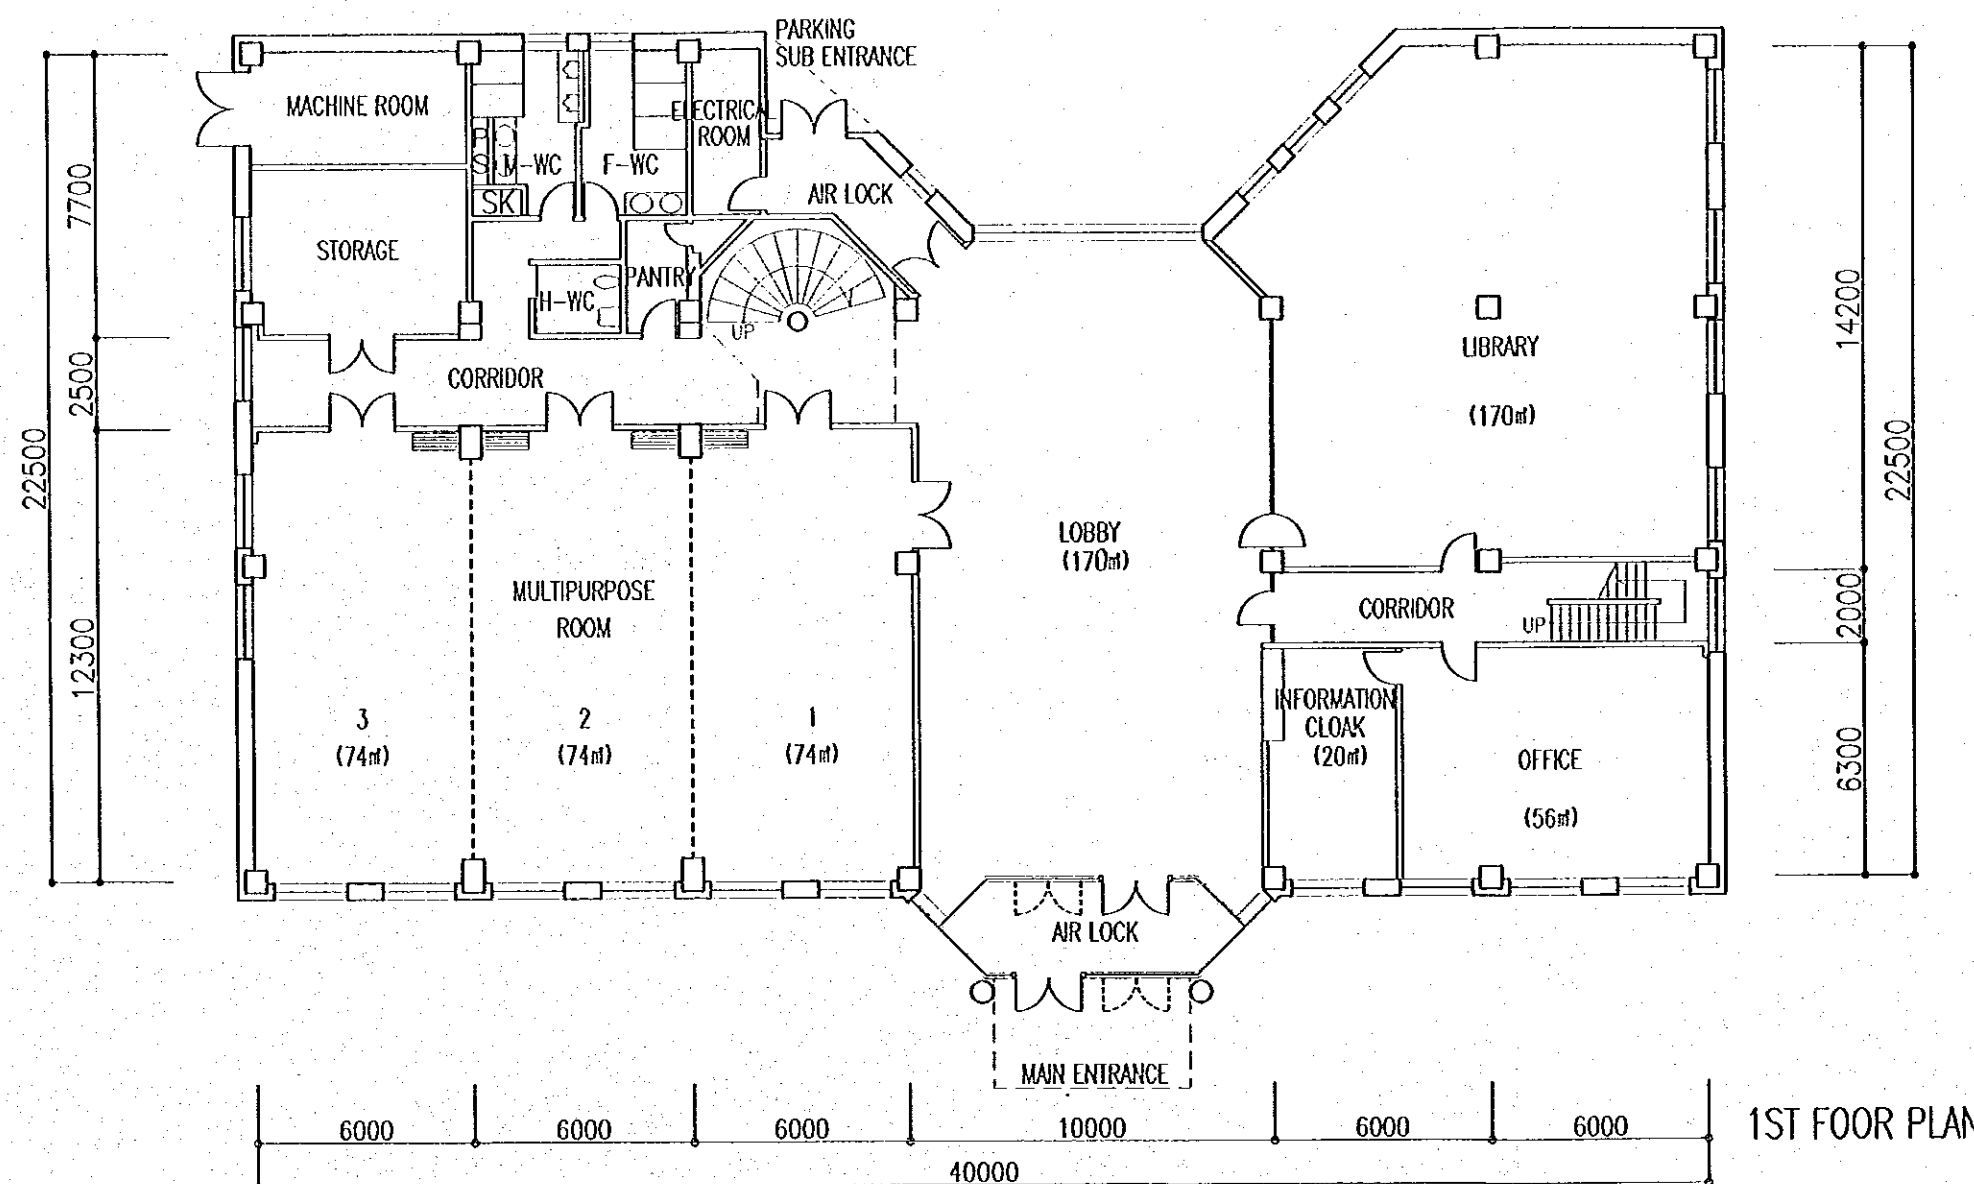 PARKING
SUB ENTRANCE
MACHINE ROOM
ELECTRICAL
ROOM
PS
M-WC
F-WC
SK
AIR LOCK
STORAGE
PANTRY
H-WC
UP
CORRIDOR
LIBRARY
(170㎡)
LOBBY
(170㎡)
MULTIPURPOSE
ROOM
CORRIDOR
UP
3
(74㎡)
2
(74㎡)
1
(74㎡)
INFORMATION
CLOAK
(20㎡)
OFFICE
(56㎡)
AIR LOCK
MAIN ENTRANCE
7700
2500
12300
22500
14200
2000
6300
22500
6000
6000
6000
10000
6000
6000
40000
1ST FOOR PLAN